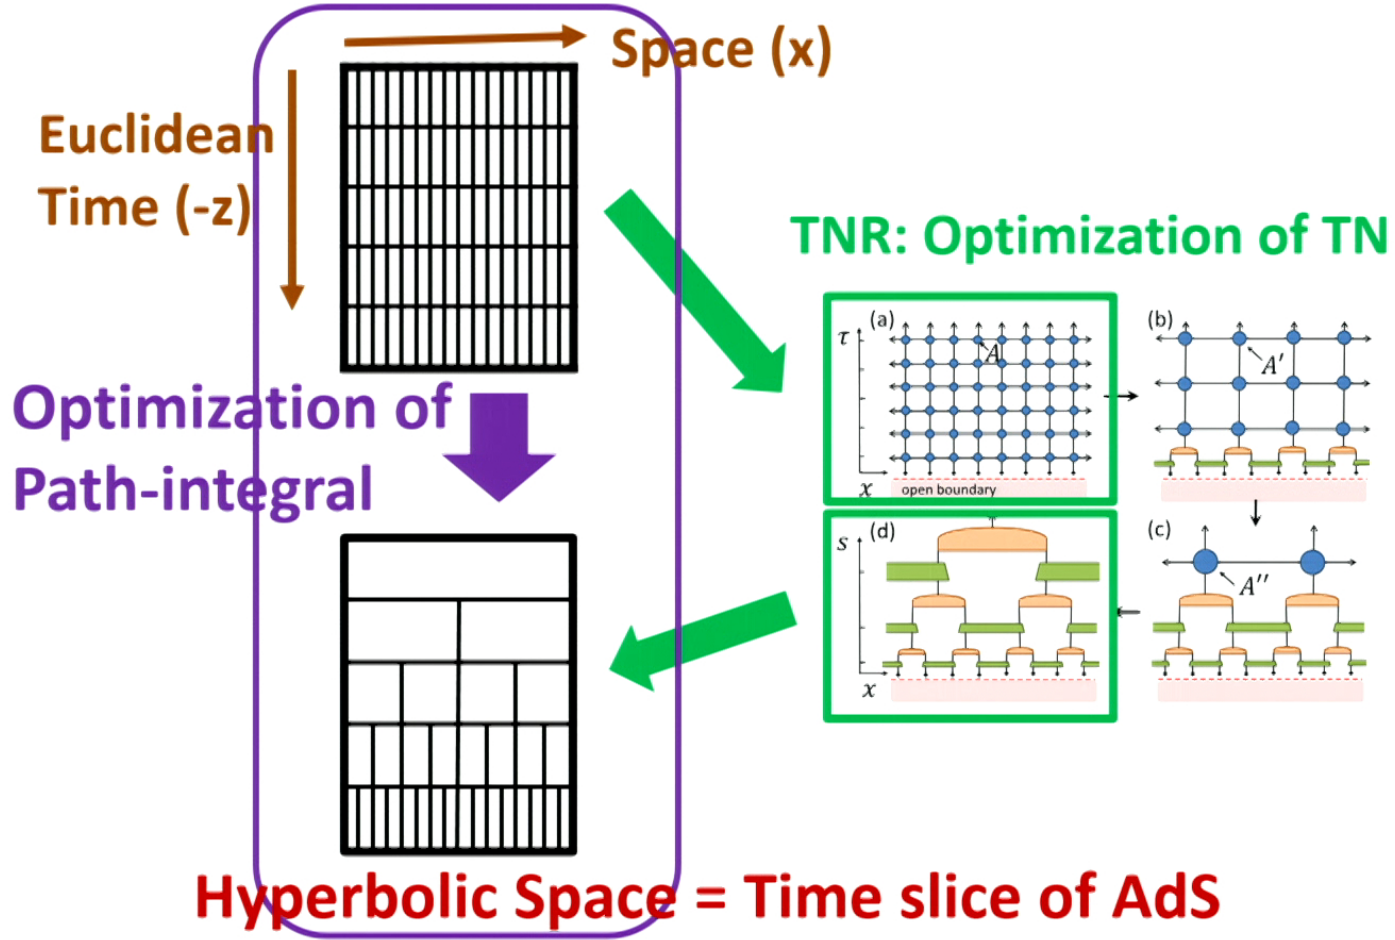 Space (x)
Euclidean
Time (-z)
TNR: Optimization of TN
(a)
τ
A
x
open boundary
(b)
A′
Optimization of
Path-integral
(d)
s
x
(c)
A′′
Hyperbolic Space = Time slice of AdS